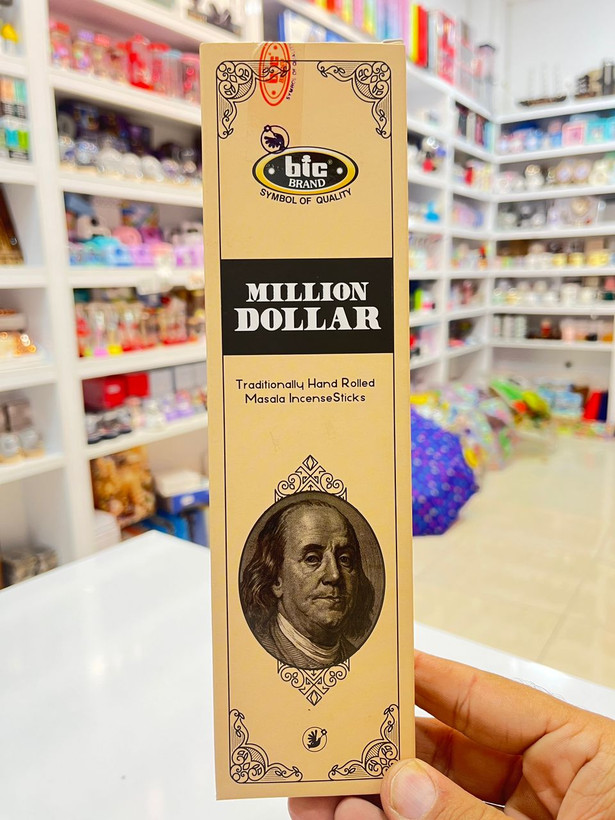 bic
BRAND
SYMBOL OF QUALITY
MILLION
DOLLAR
Traditionally Hand Rolled
Masala IncenseSticks